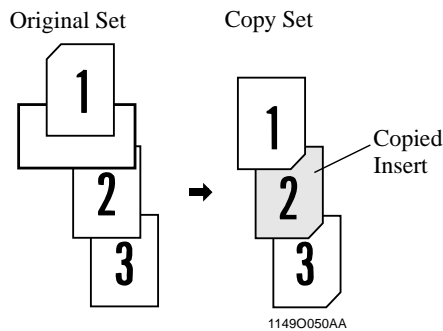 Original Set
Copy Set
1
2
3
1
2
3
Copied
Insert
1149O050AA